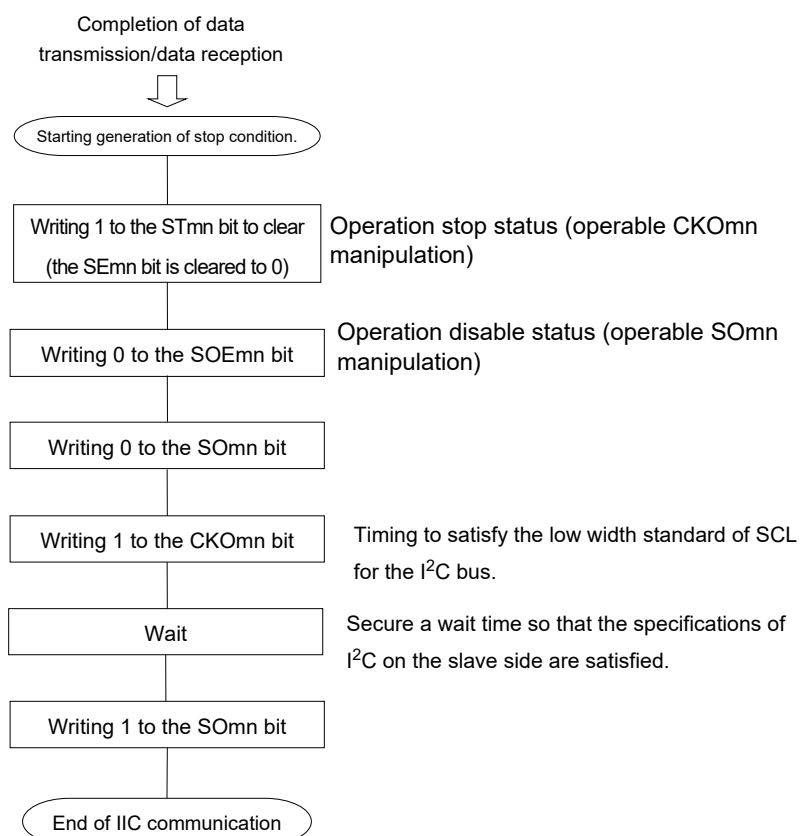 Completion of data
transmission/data reception
Starting generation of stop condition.
Writing 1 to the STmn bit to clear
(the SEmn bit is cleared to 0)
Operation stop status (operable CKOmn
manipulation)
Writing 0 to the SOEmn bit
Operation disable status (operable SOmn
manipulation)
Writing 0 to the SOmn bit
Writing 1 to the CKOmn bit
Timing to satisfy the low width standard of SCL
for the I²C bus.
Wait
Secure a wait time so that the specifications of
I²C on the slave side are satisfied.
Writing 1 to the SOmn bit
End of IIC communication